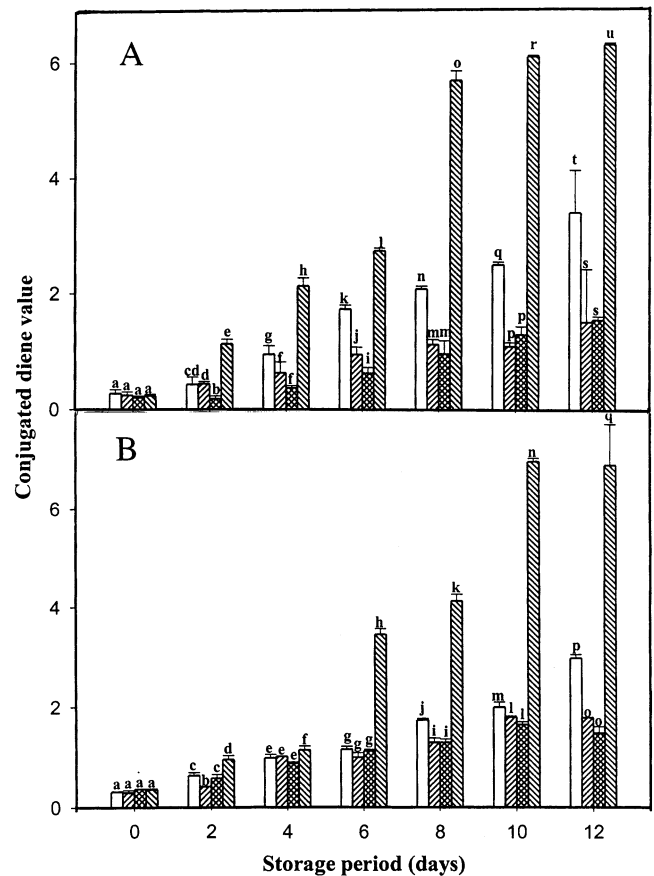 A
6
4
2
0
a a a a
cd d b e
g f f h
k j i l
n m m o
q p p r
t s s u
B
6
4
2
0
a a a a
c b c d
e e e f
g g g h
j i i k
m l l n
p o o q
0 2 4 6 8 10 12
Conjugated diene value
Storage period (days)